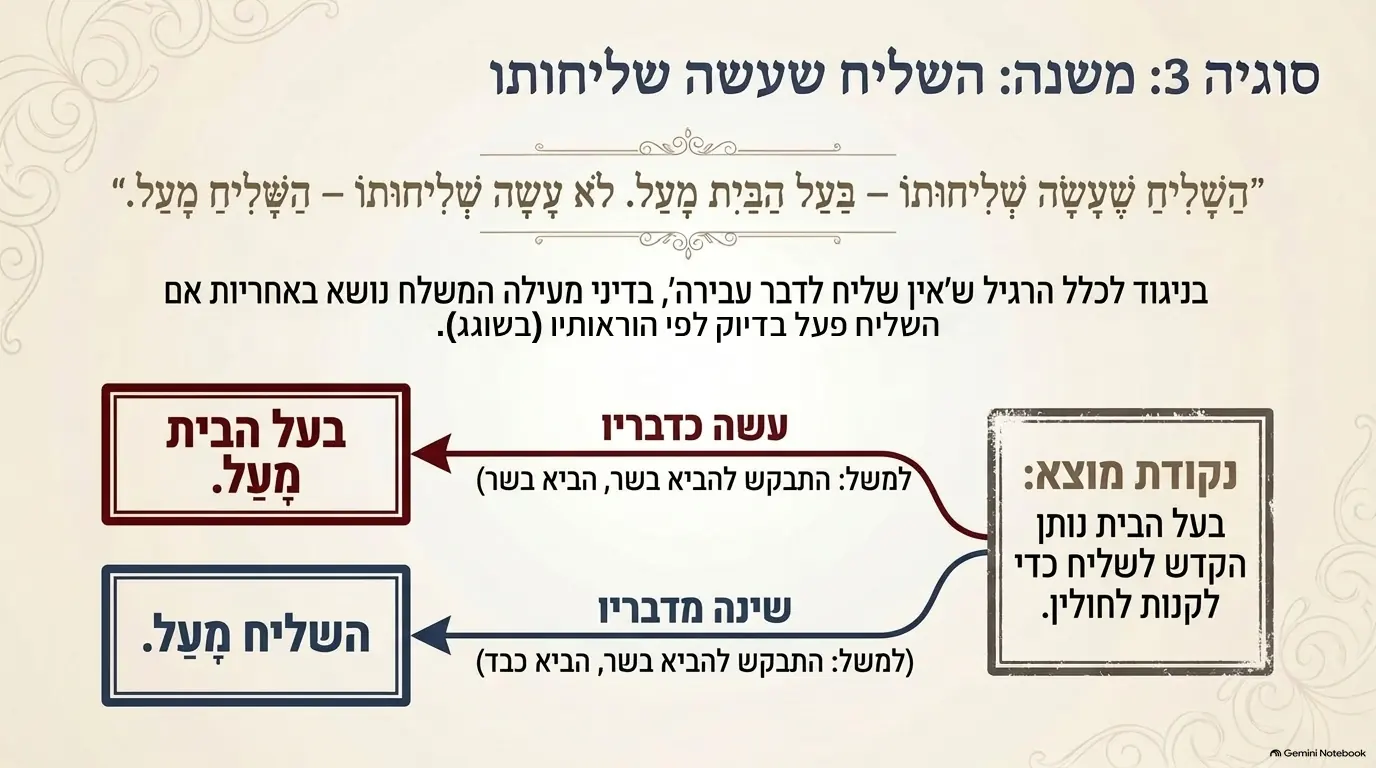 סוגיה 3: משנה: השליח שעשה שליחותו
"הַשָּׁלִיחַ שֶׁעָשָׂה שְׁלִיחוּתוֹ – בַּעַל הַבַּיִת מָעַל. לֹא עָשָׂה שְׁלִיחוּתוֹ – הַשָּׁלִיחַ מָעַל."
בניגוד לכלל הרגיל ש'אין שליח לדבר עבירה', בדיני מעילה המשלח נושא באחריות אם
השליח פעל בדיוק לפי הוראותיו (בשוגג).
נקודת מוצא:
בעל הבית נותן
הקדש לשליח כדי
לקנות לחולין.
עשה כדבריו
למשל: התבקש להביא בשר, הביא בשר)
בעל הבית
מָעַל.
שינה מדבריו
(למשל: התבקש להביא בשר, הביא כבד)
השליח מָעַל.
Gemini Notebook